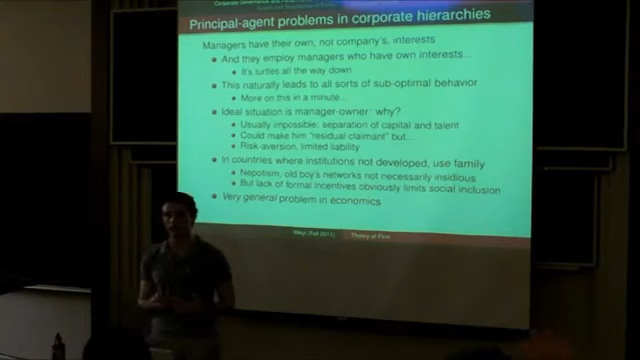 Principal-agent problems in corporate hierarchies
Managers have their own, not company's, interests
And they employ managers who have own interests...
It's turtles all the way down
This naturally leads to all sorts of sub-optimal behavior
More on this in a minute...
Ideal situation is manager-owner: why?
Usually impossible: separation of capital and talent
Could make him "residual claimant" but...
Risk-aversion, limited liability
In countries where institutions not developed, use family
Nepotism, old boy's networks not necessarily insidious
But lack of formal incentives obviously limits social inclusion
Very general problem in economics
Weyl (Fall 2011) Theory of Firm